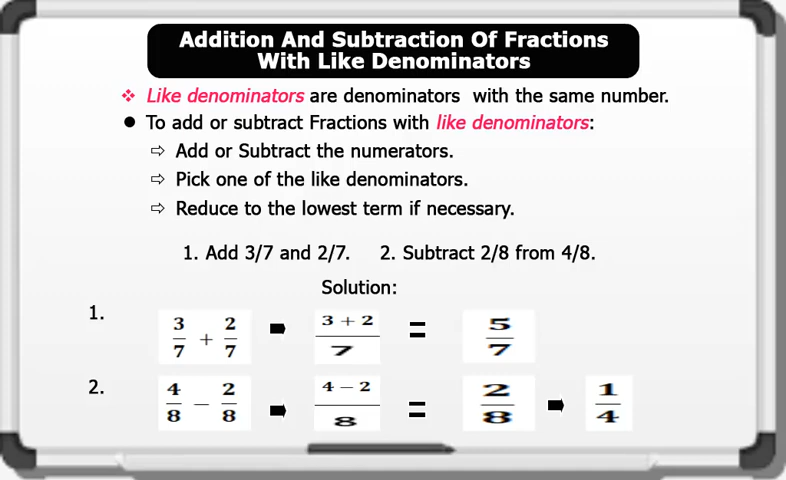 Addition And Subtraction Of Fractions
With Like Denominators
❖ Like denominators are denominators with the same number.
● To add or subtract Fractions with like denominators:
⇨ Add or Subtract the numerators.
⇨ Pick one of the like denominators.
⇨ Reduce to the lowest term if necessary.
1. Add 3/7 and 2/7. 2. Subtract 2/8 from 4/8.
Solution:
1. 3/7 + 2/7 ➡ (3 + 2)/7 = 5/7
2. 4/8 − 2/8 ➡ (4 − 2)/8 = 2/8 ➡ 1/4